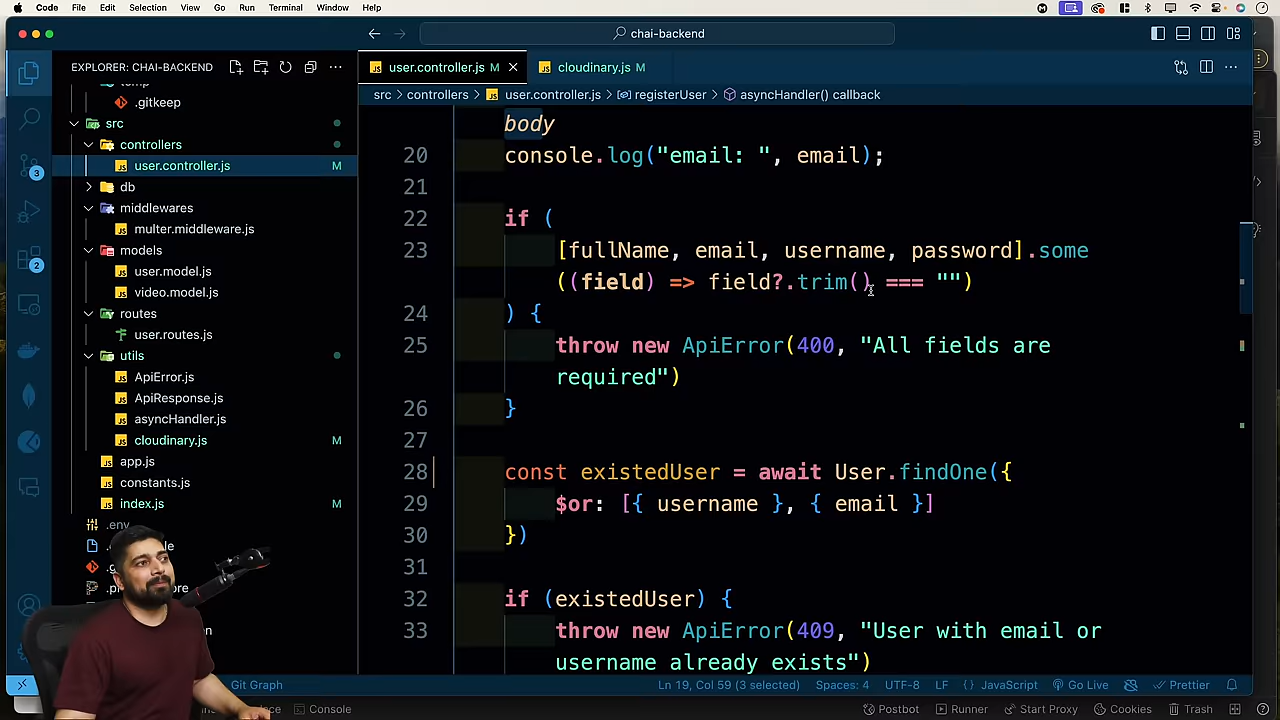 Code File Edit Selection View Go Run Terminal Window Help
chai-backend
EXPLORER: CHAI-BACKEND
user.controller.js M
cloudinary.js M
src > controllers > user.controller.js > registerUser > asyncHandler() callback
.gitkeep
src
controllers
user.controller.js M
db
middlewares
multer.middleware.js
models
user.model.js
video.model.js
routes
user.routes.js
utils
ApiError.js
ApiResponse.js
asyncHandler.js
cloudinary.js M
app.js
constants.js
index.js M
.env
3
2
body
20 console.log("email: ", email);
21
22 if (
23 [fullName, email, username, password].some
((field) => field?.trim() === "")
24 ) {
25 throw new ApiError(400, "All fields are
required")
26 }
27
28 const existedUser = await User.findOne({
29 $or: [{ username }, { email }]
30 })
31
32 if (existedUser) {
33 throw new ApiError(409, "User with email or
username already exists")
Git Graph
Ln 19, Col 59 (3 selected) Spaces: 4 UTF-8 LF {} JavaScript Go Live Prettier
Console
Postbot Runner Start Proxy Cookies Trash